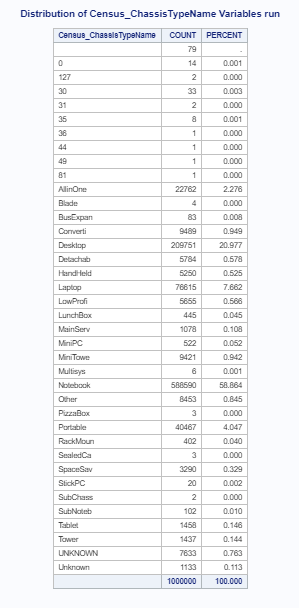 Distribution of Census_ChassisTypeName Variables run
Census_ChassisTypeName COUNT PERCENT
79 .
0 14 0.001
127 2 0.000
30 33 0.003
31 2 0.000
35 8 0.001
36 1 0.000
44 1 0.000
49 1 0.000
81 1 0.000
AllinOne 22762 2.276
Blade 4 0.000
BusExpan 83 0.008
Converti 9489 0.949
Desktop 209751 20.977
Detachab 5784 0.578
HandHeld 5250 0.525
Laptop 76615 7.662
LowProfi 5655 0.566
LunchBox 445 0.045
MainServ 1078 0.108
MiniPC 522 0.052
MiniTowe 9421 0.942
Multisys 6 0.001
Notebook 588590 58.864
Other 8453 0.845
PizzaBox 3 0.000
Portable 40467 4.047
RackMoun 402 0.040
SealedCa 3 0.000
SpaceSav 3290 0.329
StickPC 20 0.002
SubChass 2 0.000
SubNoteb 102 0.010
Tablet 1458 0.146
Tower 1437 0.144
UNKNOWN 7633 0.763
Unknown 1133 0.113
1000000 100.000